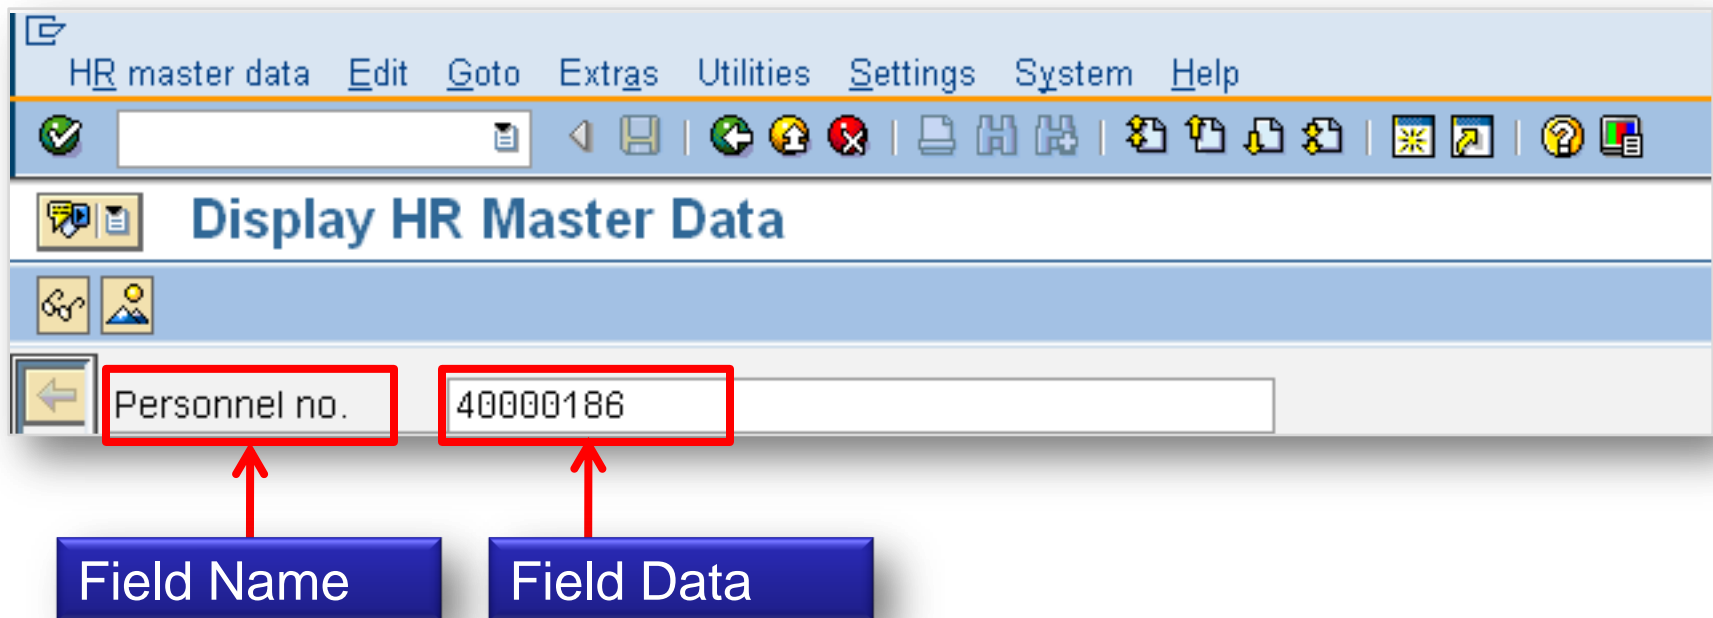 HR master data Edit Goto Extras Utilities Settings System Help
Display HR Master Data
Personnel no. 40000186
Field Name Field Data